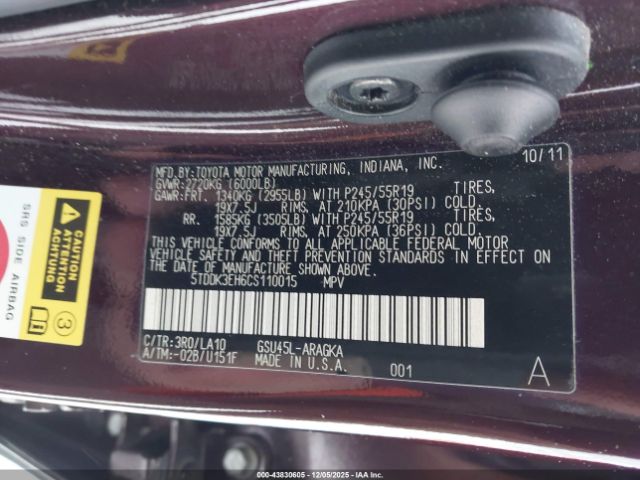 MFD.BY:TOYOTA MOTOR MANUFACTURING, INDIANA, INC. 10/11
GVWR:2720KG (6000LB)
GAWR:FRT. 1340KG (2955LB) WITH P245/55R19 TIRES,
19X7.5J RIMS, AT 210KPA (30PSI) COLD.
RR. 1585KG (3505LB) WITH P245/55R19 TIRES,
19X7.5J RIMS, AT 250KPA (36PSI) COLD.
THIS VEHICLE CONFORMS TO ALL APPLICABLE FEDERAL MOTOR
VEHICLE SAFETY AND THEFT PREVENTION STANDARDS IN EFFECT ON
THE DATE OF MANUFACTURE SHOWN ABOVE.
5TDDK3EH6CS110015 MPV
C/TR:3R0/LA10 GSU45L-ARAGKA
A/TM:-02B/U151F MADE IN U.S.A. 001 A
SRS SIDE AIRBAG
CAUTION
ATTENTION
3
000-43830605 - 12/05/2025 - IAAI.COM